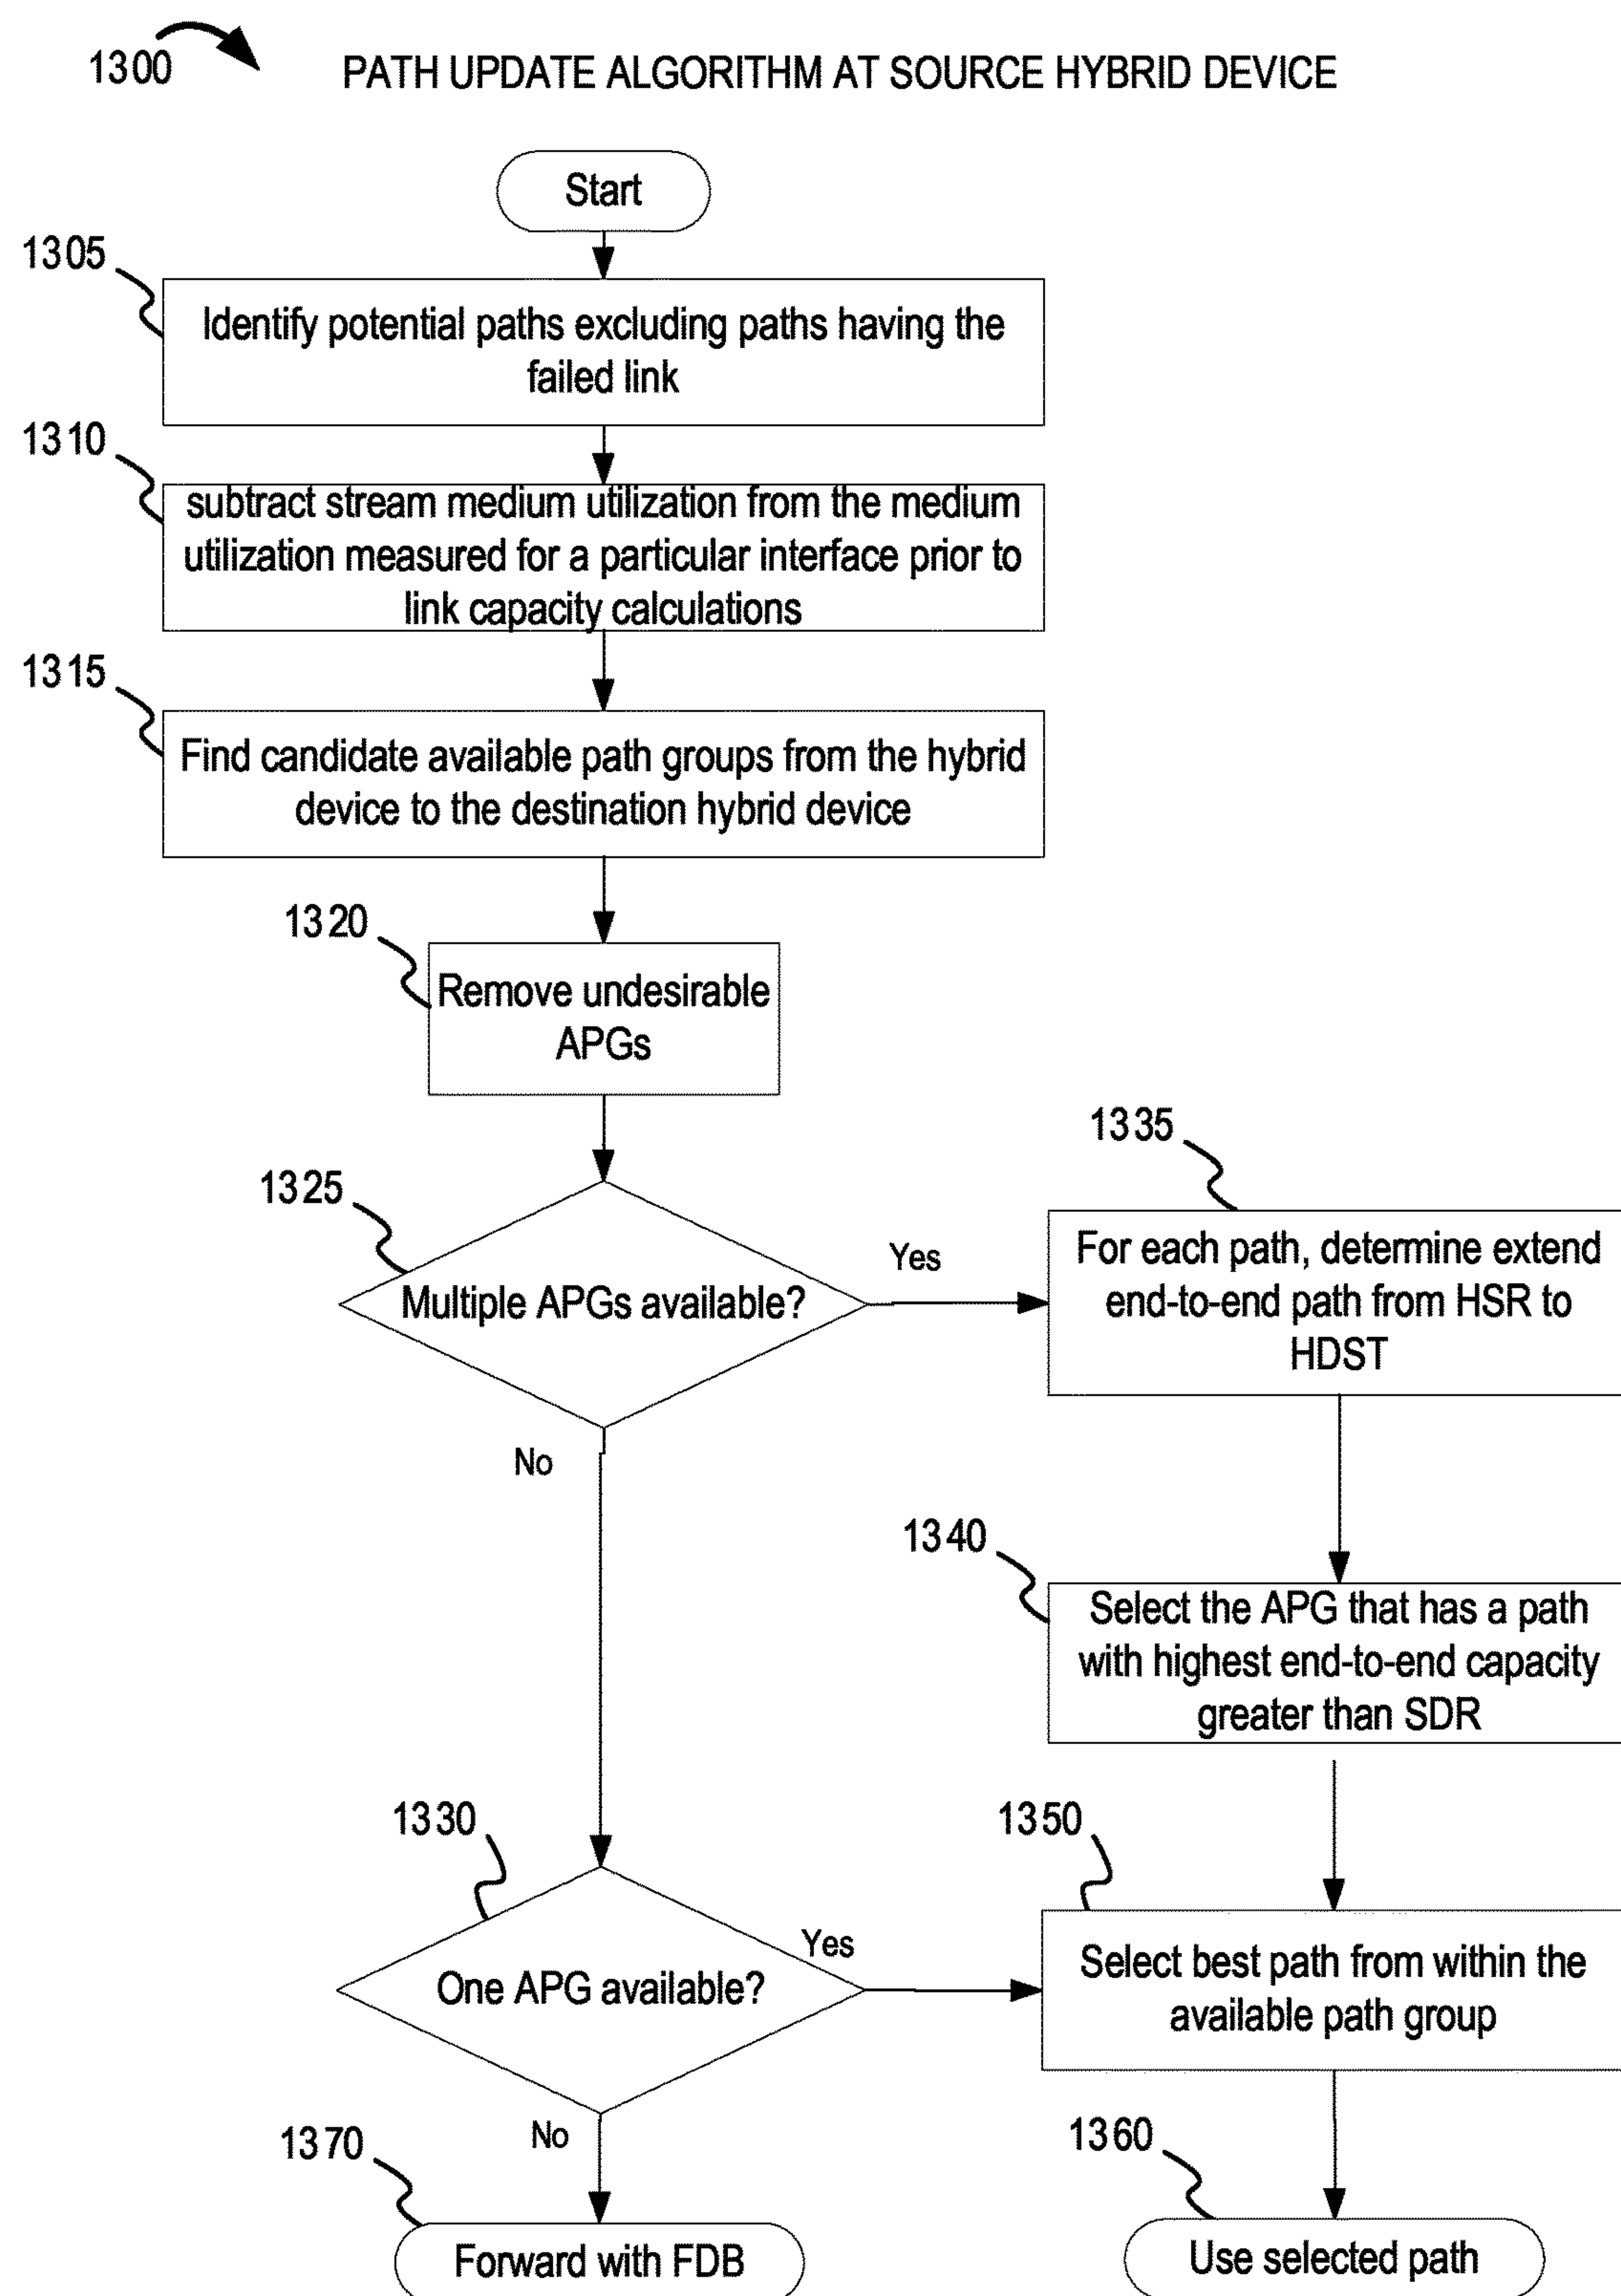 1300
PATH UPDATE ALGORITHM AT SOURCE HYBRID DEVICE
Start
1305
Identify potential paths excluding paths having the
failed link
1310
subtract stream medium utilization from the medium
utilization measured for a particular interface prior to
link capacity calculations
1315
Find candidate available path groups from the hybrid
device to the destination hybrid device
1320
Remove undesirable
APGs
1325
Multiple APGs available?
Yes
No
1335
For each path, determine extend
end-to-end path from HSR to
HDST
1340
Select the APG that has a path
with highest end-to-end capacity
greater than SDR
1330
One APG available?
Yes
No
1350
Select best path from within the
available path group
1370
Forward with FDB
1360
Use selected path